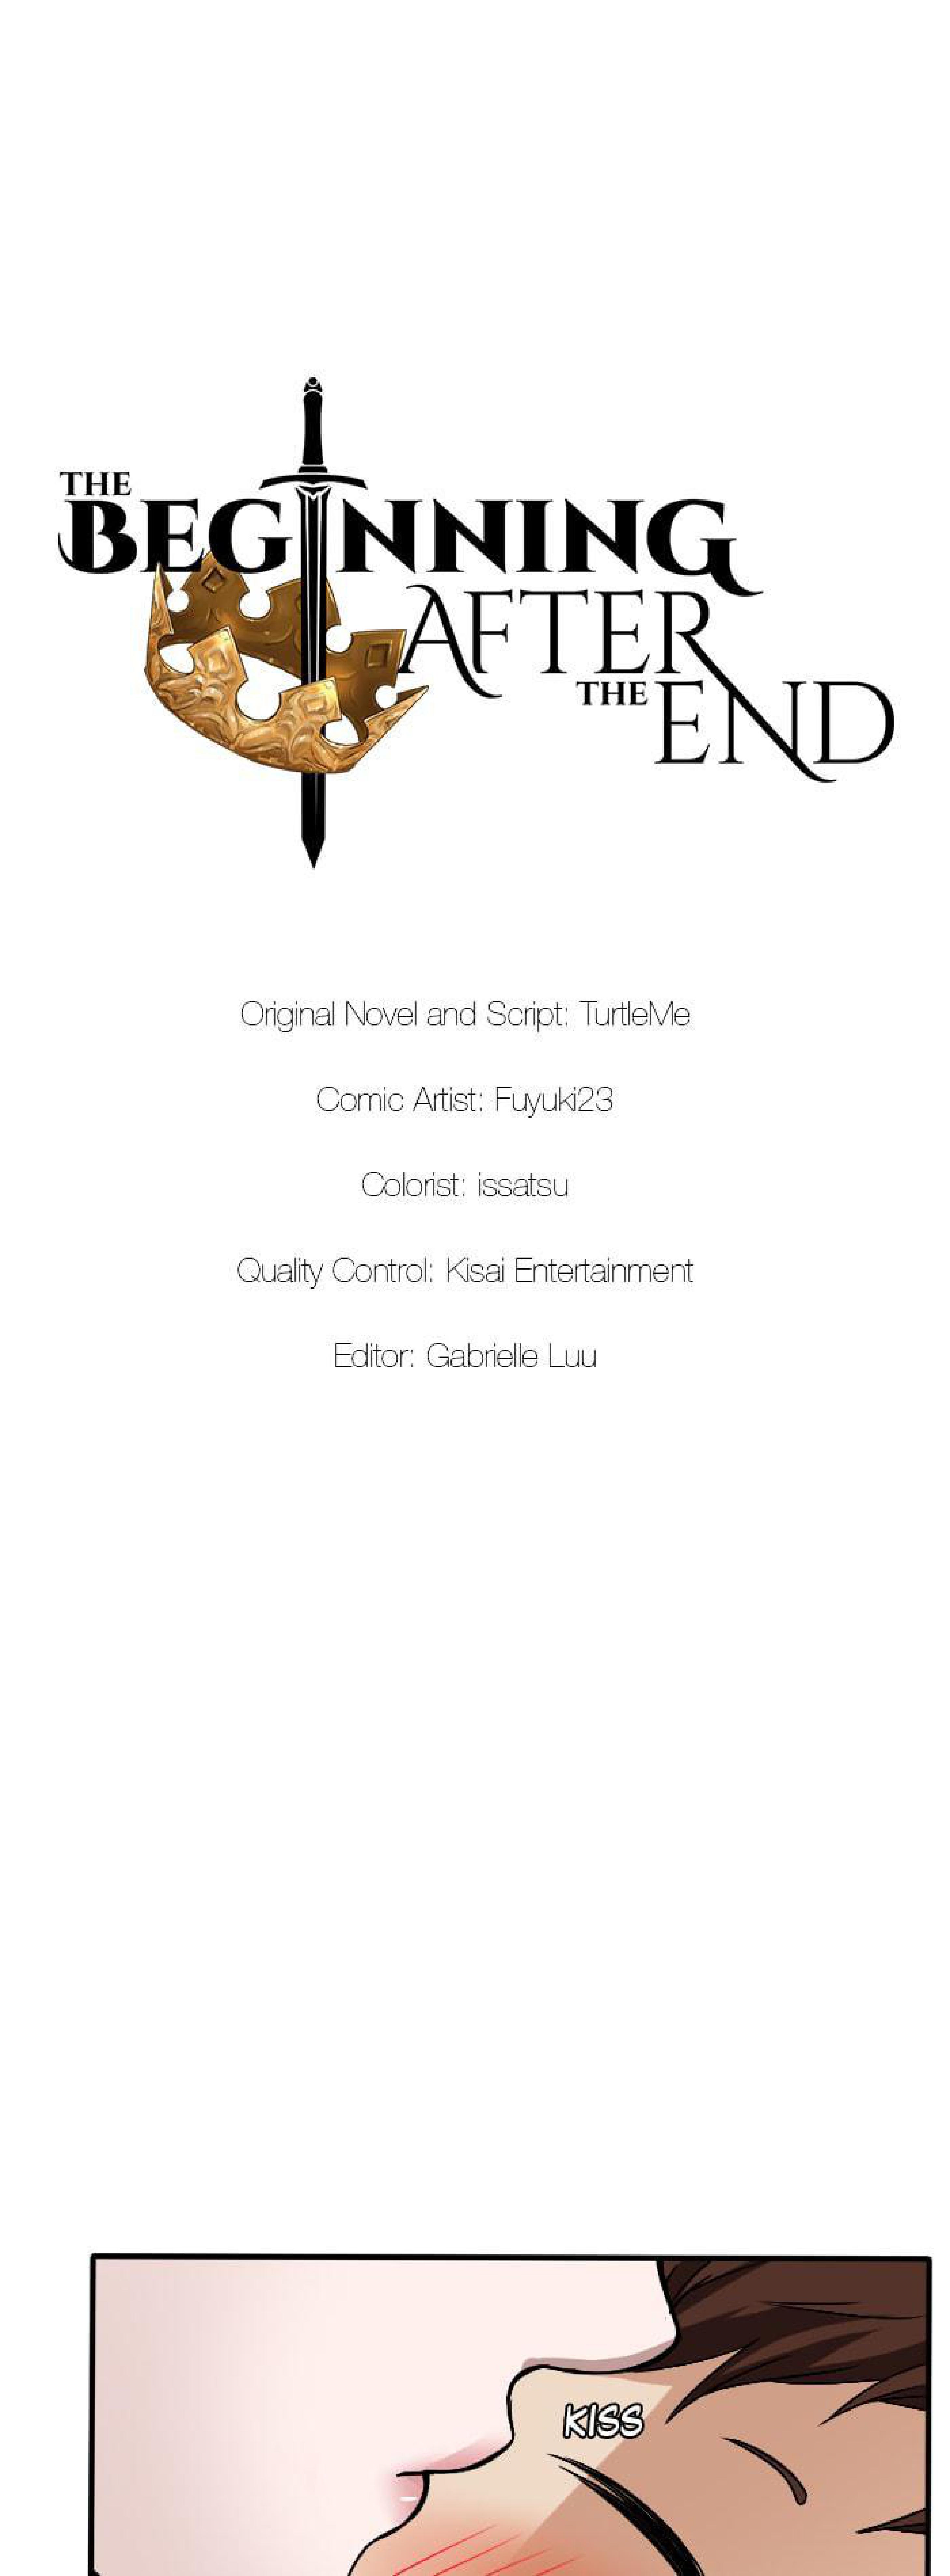 THE
BEGINNING
AFTER
THE END
Original Novel and Script: TurtleMe
Comic Artist: Fuyuki23
Colorist: issatsu
Quality Control: Kisai Entertainment
Editor: Gabrielle Luu
KISS